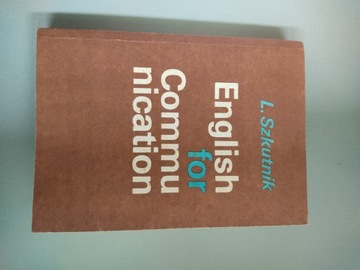 L. Szkutnik
English
for
Commu
nication